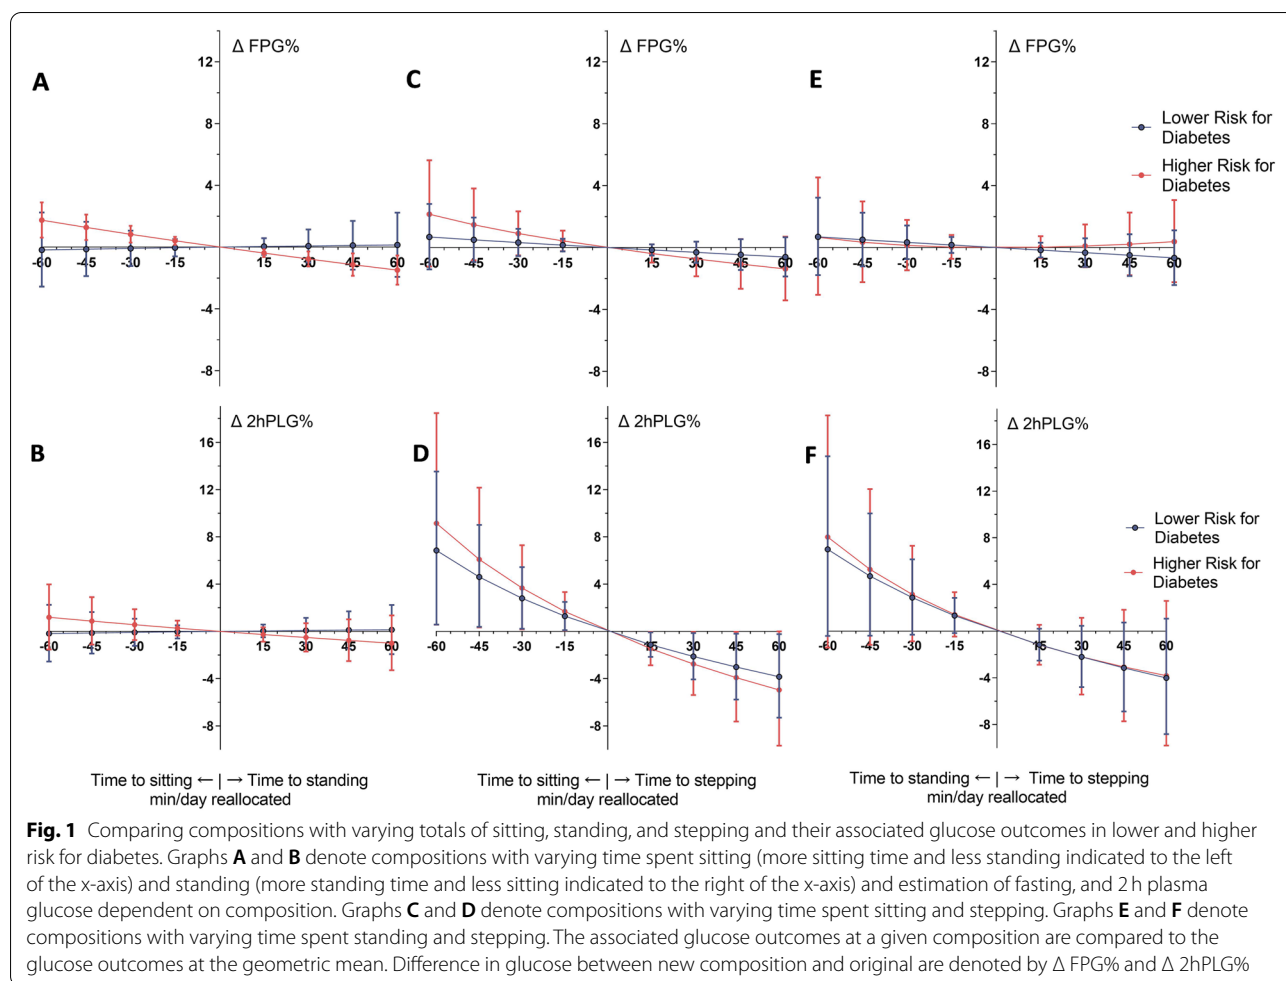 A
Δ FPG%
12
8
4
-4
-8
-60 -45 -30 -15 15 30 45 60
C
Δ FPG%
12
8
4
-4
-8
-60 -45 -30 -15 15 30 45 60
E
Δ FPG%
12
8
4
-4
-8
-60 -45 -30 -15 15 30 45 60
Lower Risk for
Diabetes
Higher Risk for
Diabetes
B
Δ 2hPLG%
16
12
8
4
-4
-8
-60 -45 -30 -15 15 30 45 60
D
Δ 2hPLG%
16
12
8
4
-4
-8
-60 -45 -30 -15 15 30 45 60
F
Δ 2hPLG%
16
12
8
4
-4
-8
-60 -45 -30 -15 15 30 45 60
Lower Risk for
Diabetes
Higher Risk for
Diabetes
Time to sitting ← | → Time to standing
min/day reallocated
Time to sitting ← | → Time to stepping
min/day reallocated
Time to standing ← | → Time to stepping
min/day reallocated
Fig. 1 Comparing compositions with varying totals of sitting, standing, and stepping and their associated glucose outcomes in lower and higher
risk for diabetes. Graphs A and B denote compositions with varying time spent sitting (more sitting time and less standing indicated to the left
of the x-axis) and standing (more standing time and less sitting indicated to the right of the x-axis) and estimation of fasting, and 2 h plasma
glucose dependent on composition. Graphs C and D denote compositions with varying time spent sitting and stepping. Graphs E and F denote
compositions with varying time spent standing and stepping. The associated glucose outcomes at a given composition are compared to the
glucose outcomes at the geometric mean. Difference in glucose between new composition and original are denoted by Δ FPG% and Δ 2hPLG%